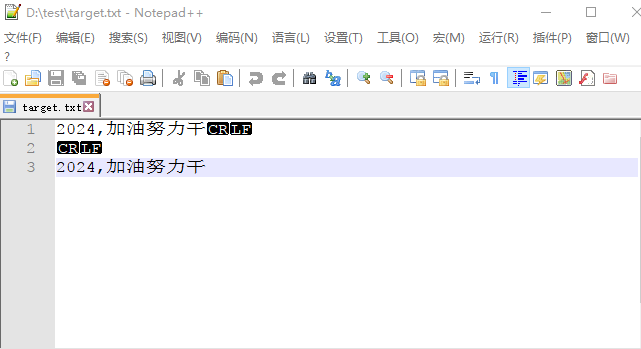 D:\test\target.txt - Notepad++
文件(F) 编辑(E) 搜索(S) 视图(V) 编码(N) 语言(L) 设置(T) 工具(O) 宏(M) 运行(R) 插件(P) 窗口(W)
?
target.txt
1 2024,加油努力干CRLF
2 CRLF
3 2024,加油努力干